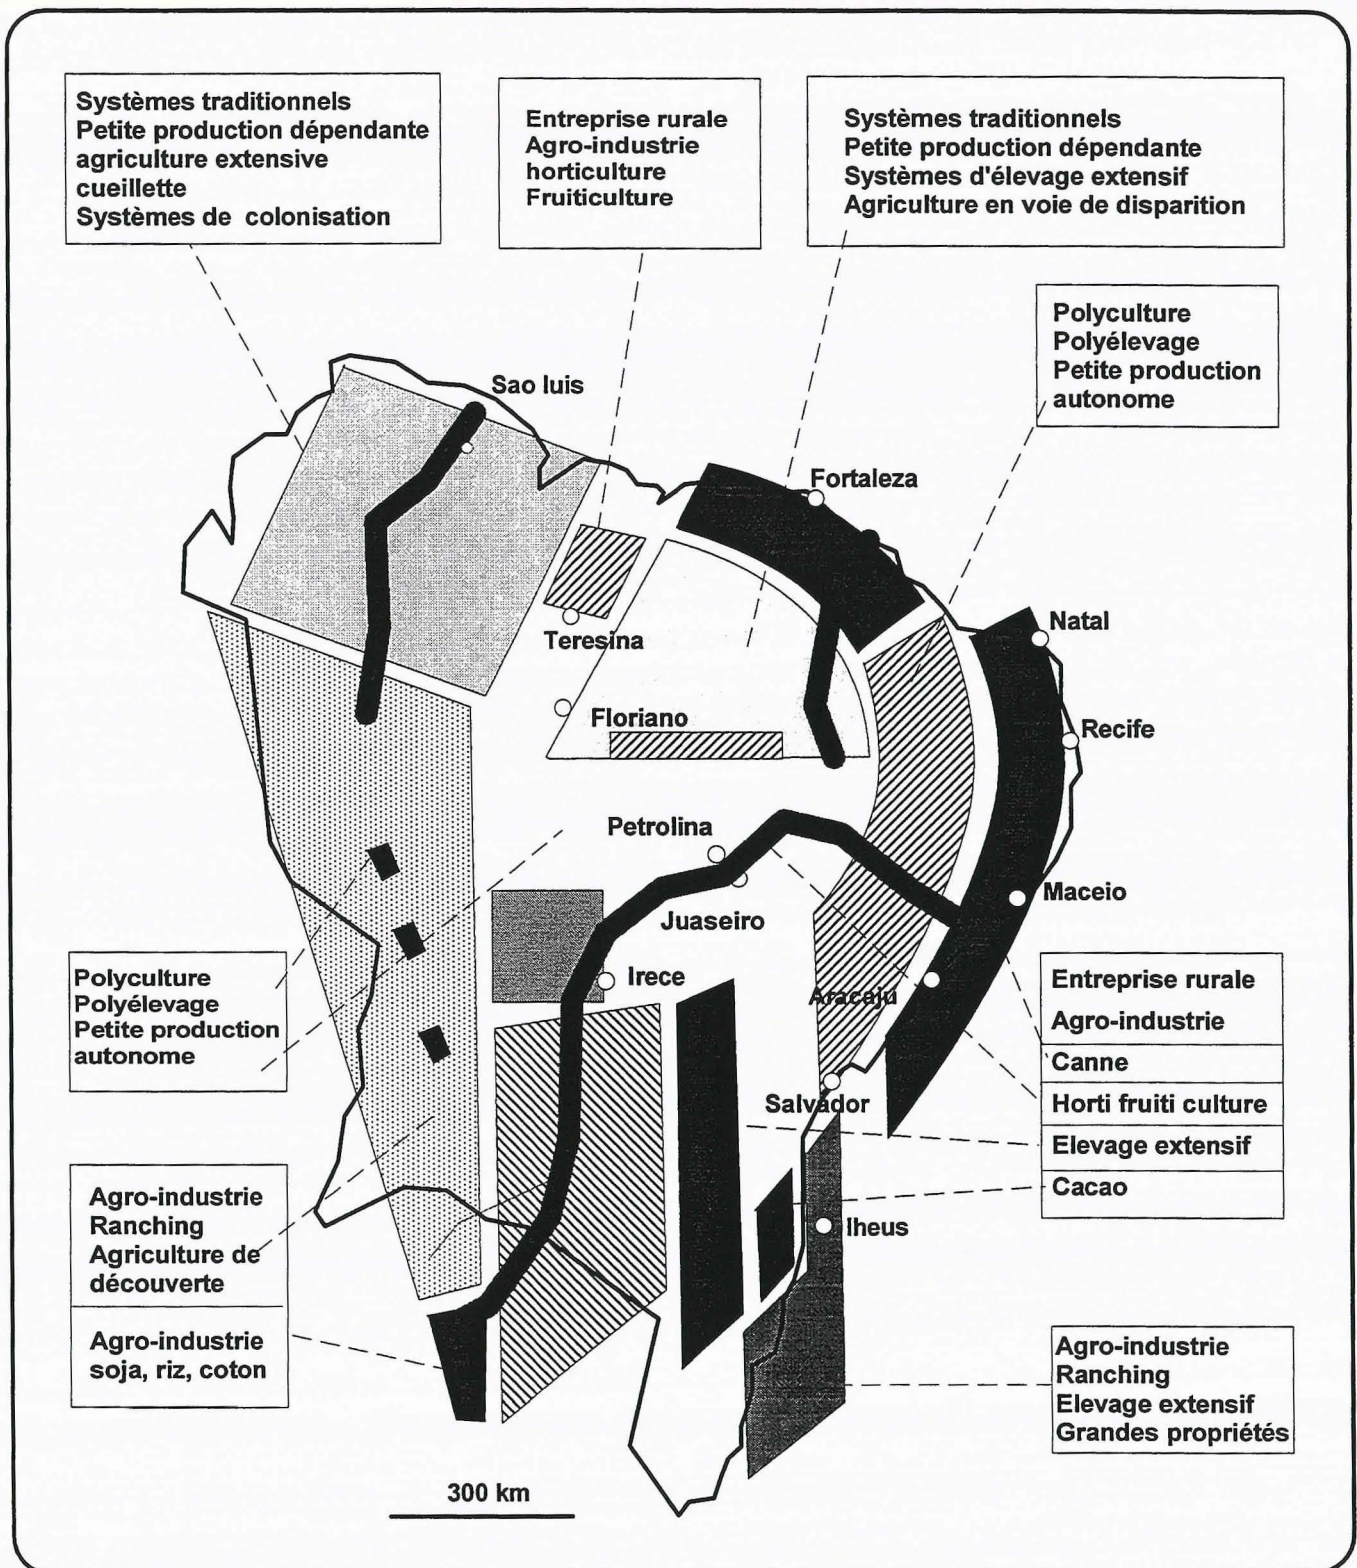 Systèmes traditionnels
Petite production dépendante
agriculture extensive
cueillette
Systèmes de colonisation
Entreprise rurale
Agro-industrie
horticulture
Fruiticulture
Systèmes traditionnels
Petite production dépendante
Systèmes d'élevage extensif
Agriculture en voie de disparition
Polyculture
Polyélevage
Petite production
autonome
Sao luis
Fortaleza
Natal
Teresina
Floriano
Recife
Petrolina
Maceio
Juaseiro
Irece
Aracaju
Salvador
Iheus
Polyculture
Polyélevage
Petite production
autonome
Entreprise rurale
Agro-industrie
Canne
Horti fruiti culture
Elevage extensif
Cacao
Agro-industrie
Ranching
Agriculture de
découverte
Agro-industrie
soja, riz, coton
Agro-industrie
Ranching
Elevage extensif
Grandes propriétés
300 km